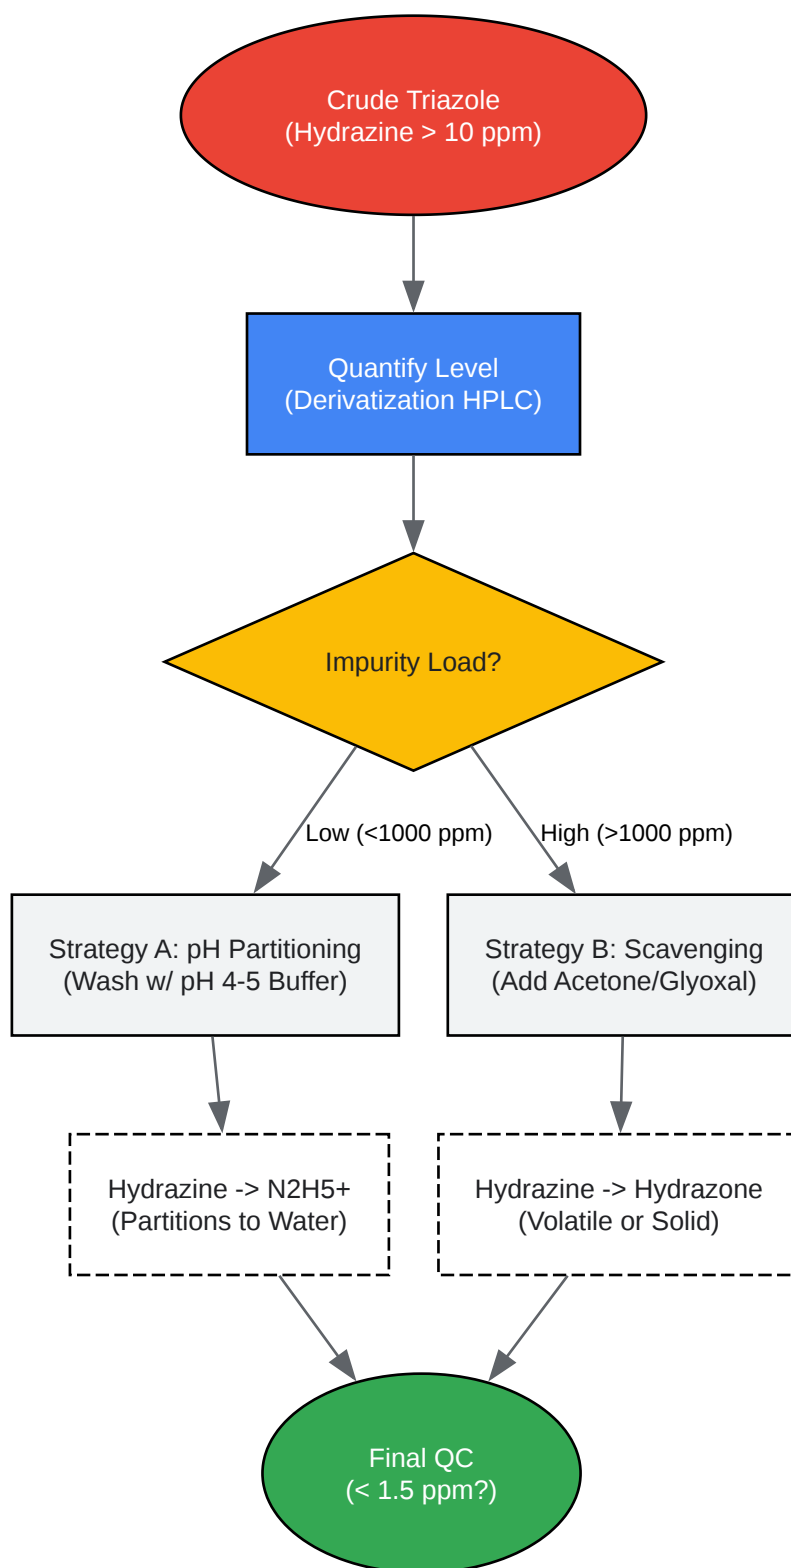 Crude Triazole
(Hydrazine > 10 ppm)
Quantify Level
(Derivatization HPLC)
Impurity Load?
Low (<1000 ppm)
High (>1000 ppm)
Strategy A: pH Partitioning
(Wash w/ pH 4-5 Buffer)
Strategy B: Scavenging
(Add Acetone/Glyoxal)
Hydrazine -> N2H5+
(Partitions to Water)
Hydrazine -> Hydrazone
(Volatile or Solid)
Final QC
(< 1.5 ppm?)